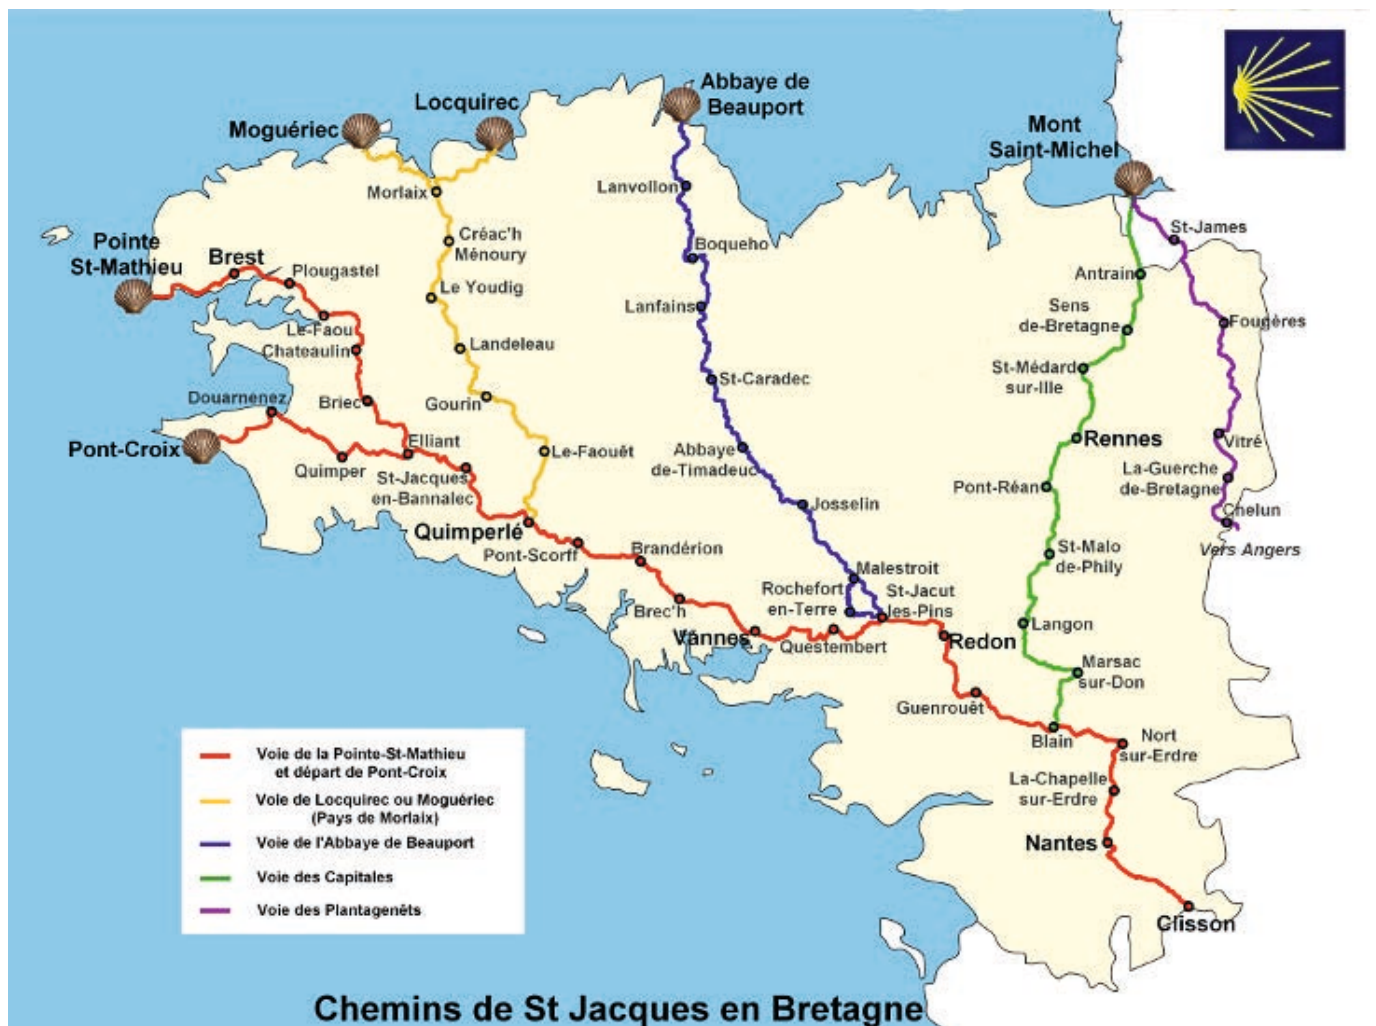 Abbaye de
Beauport
Locquirec
Moguériec
Mont
Saint-Michel
Morlaix
Lanvollon
St-James
Créac'h
Ménoury
Boqueho
Pointe
St-Mathieu
Brest
Plougastel
Antrain
Le Youdig
Lanfains
Sens
de-Bretagne
Fougères
Le-Faou
Chateaulin
Landeleau
St-Médard
sur-Ille
St-Caradec
Douarnenez
Briec
Gourin
Pont-Croix
Elliant
Le-Faouêt
Abbaye
de-Timadeuc
Rennes
Vitré
Quimper
St-Jacques
en-Bannalec
La-Guerche
de-Bretagne
Pont-Réan
Josselin
Chelun
Quimperlé
Vers Angers
Pont-Scorff
Brandérion
St-Malo
de-Phily
Malestroit
Rochefort
en-Terre
St-Jacut
les-Pins
Brec'h
Langon
Vannes
Questembert
Redon
Marsac
sur-Don
Guenrouêt
Blain
Nort
sur-Erdre
La-Chapelle
sur-Erdre
Nantes
Clisson
Voie de la Pointe-St-Mathieu
et départ de Pont-Croix
Voie de Locquirec ou Moguériec
(Pays de Morlaix)
Voie de l'Abbaye de Beauport
Voie des Capitales
Voie des Plantagenêts
Chemins de St Jacques en Bretagne